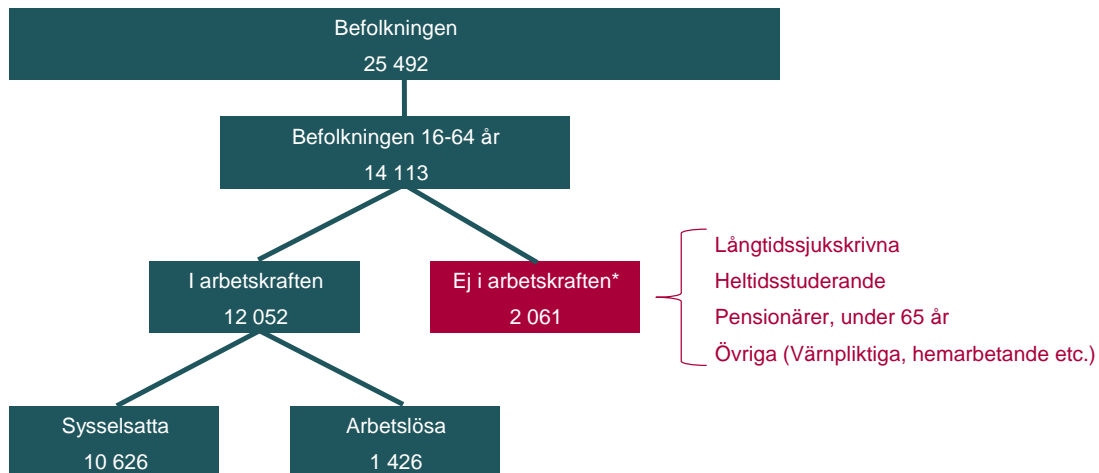 Befolkningen
25 492
Befolkningen 16-64 år
14 113
I arbetskraften
12 052
Ej i arbetskraften*
2 061
Långtidssjukskrivna
Heltidsstuderande
Pensionärer, under 65 år
Övriga (Värnpliktiga, hemarbetande etc.)
Sysselsatta
10 626
Arbetslösa
1 426